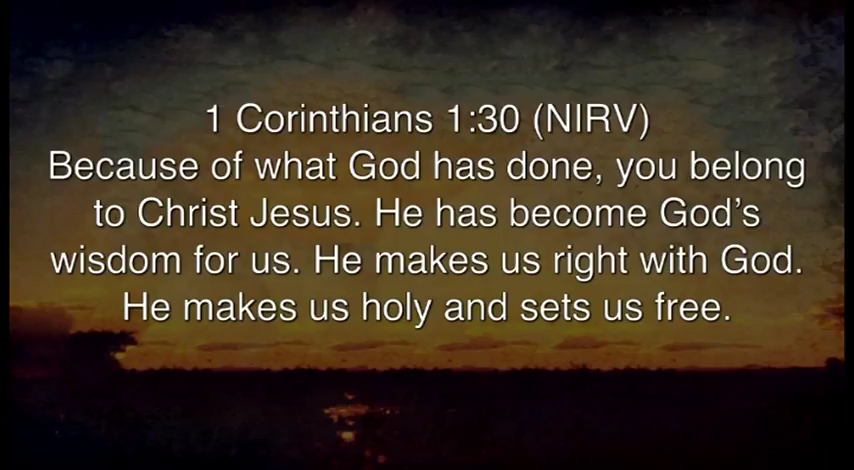 1 Corinthians 1:30 (NIRV)
Because of what God has done, you belong
to Christ Jesus. He has become God’s
wisdom for us. He makes us right with God.
He makes us holy and sets us free.